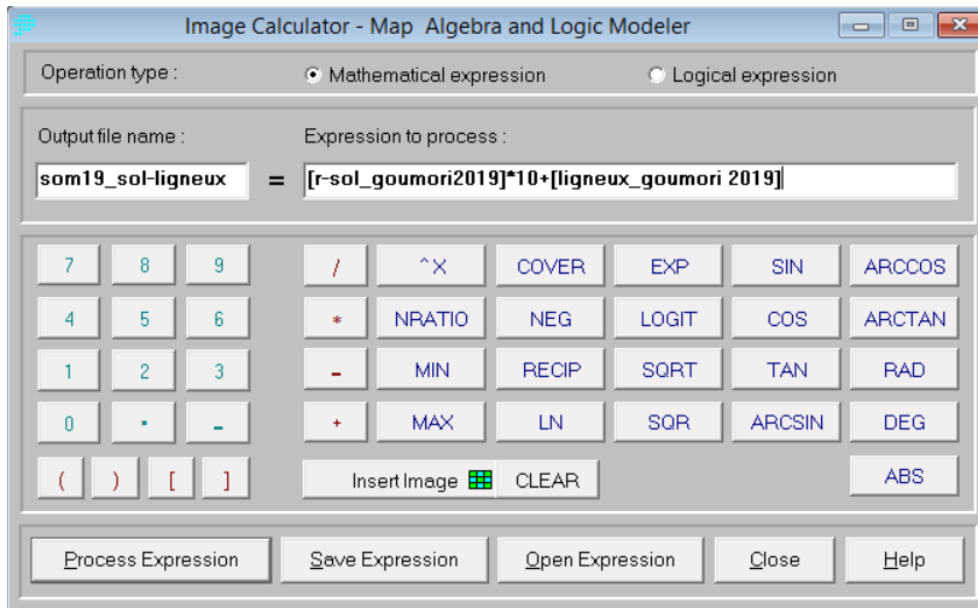 Image Calculator - Map Algebra and Logic Modeler
Operation type : Mathematical expression Logical expression
Output file name : Expression to process :
som19_sol-ligneux = [r-sol_goumori2019]*10+[ligneux_goumori 2019]
7 8 9 / ^X COVER EXP SIN ARCCOS
4 5 6 * NRATIO NEG LOGIT COS ARCTAN
1 2 3 - MIN RECIP SQRT TAN RAD
0 . - + MAX LN SQR ARCSIN DEG
( ) [ ] Insert Image CLEAR ABS
Process Expression Save Expression Open Expression Close Help